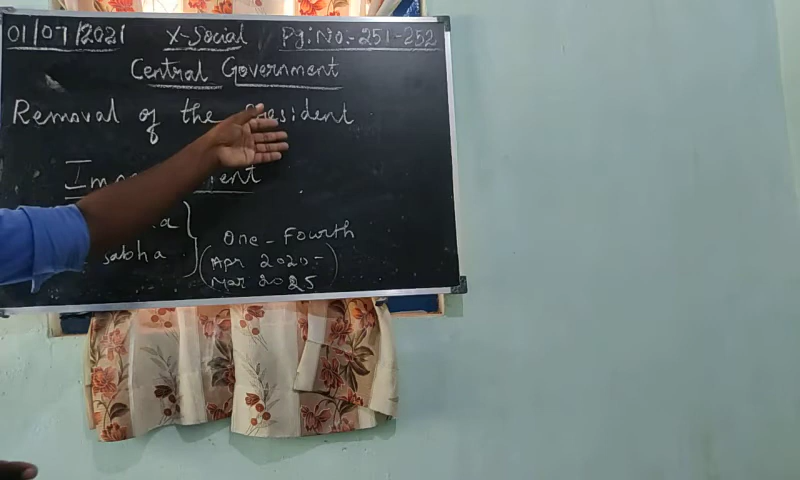 01/07/2021 X-Social Pg:No:-251-252
Central Government
Removal of the President
One-Fourth
sabha
(Apr 2020-
Mar 2025)